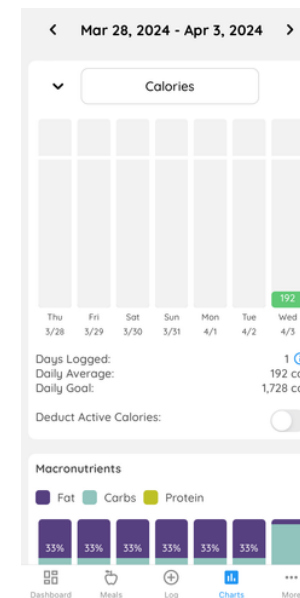 Mar 28, 2024 - Apr 3, 2024
Calories
192
Thu Fri Sat Sun Mon Tue Wed
3/28 3/29 3/30 3/31 4/1 4/2 4/3
Days Logged: 1
Daily Average: 192 c
Daily Goal: 1,728 c
Deduct Active Calories:
Macronutrients
Fat Carbs Protein
33% 33% 33% 33% 33% 33%
Dashboard Meals Log Charts More